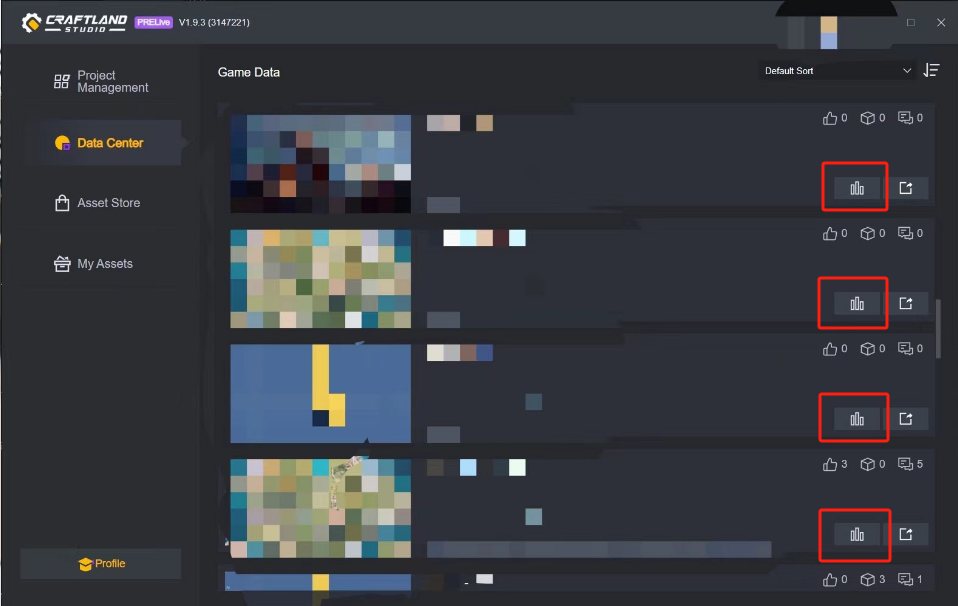 CRAFTLAND
STUDIO
PRELive
V1.9.3 (3147221)
Project
Management
Data Center
Asset Store
My Assets
Profile
Game Data
Default Sort
0 0 0
0 0 0
0 0 0
3 0 5
0 3 1